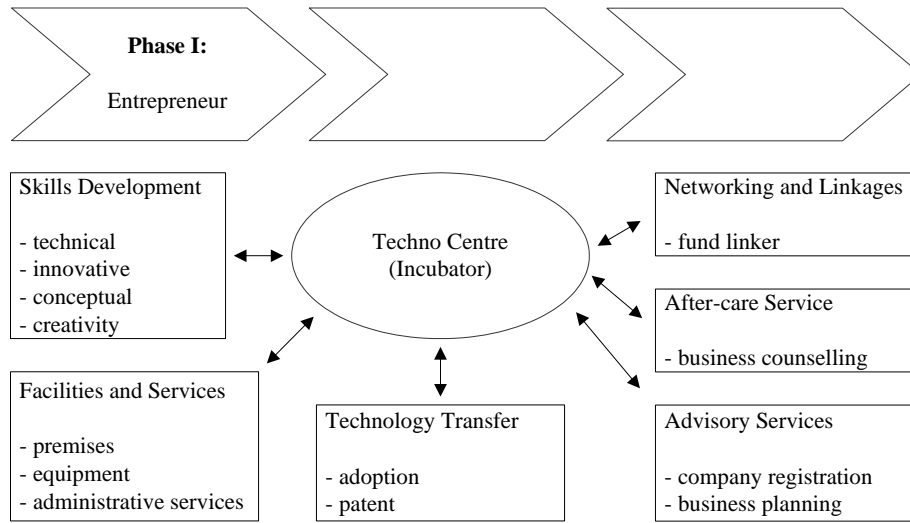 Phase I:
Entrepreneur
Skills Development
- technical
- innovative
- conceptual
- creativity
Techno Centre
(Incubator)
Networking and Linkages
- fund linker
After-care Service
- business counselling
Facilities and Services
- premises
- equipment
- administrative services
Technology Transfer
- adoption
- patent
Advisory Services
- company registration
- business planning